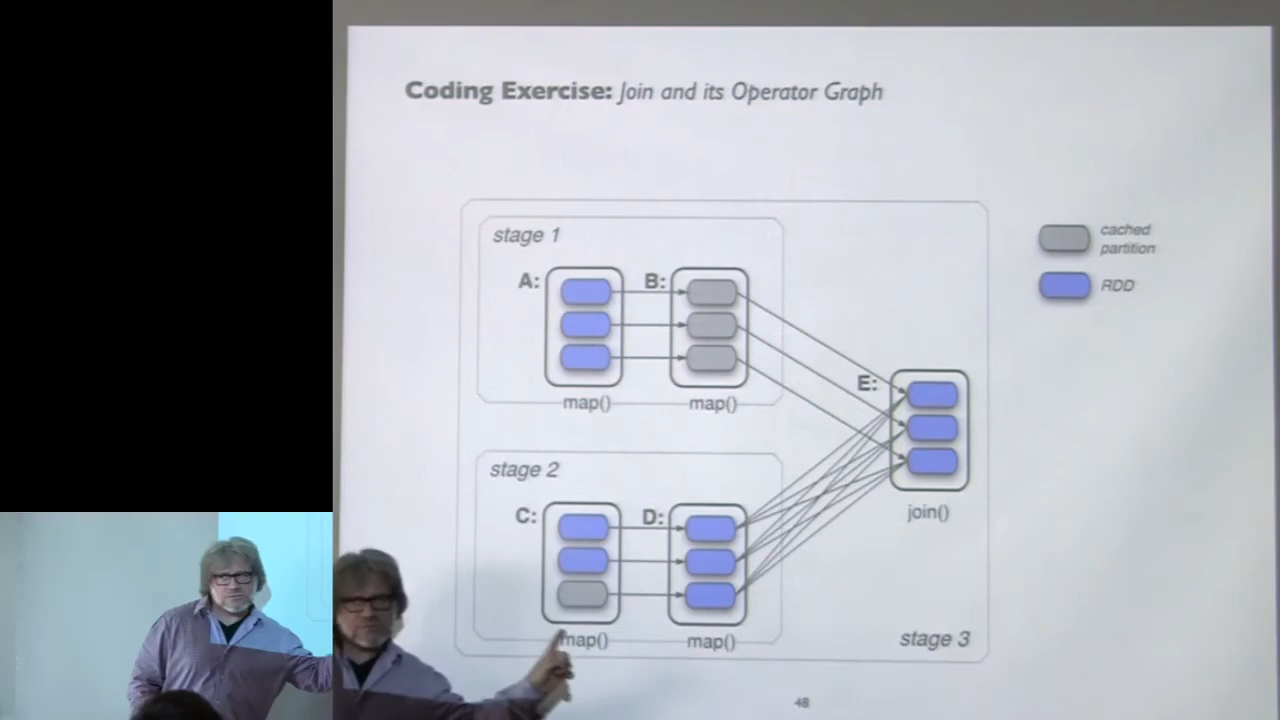 Coding Exercise: Join and its Operator Graph
stage 1
A:
B:
map()
map()
stage 2
C:
D:
map()
map()
E:
join()
stage 3
cached
partition
RDD
48